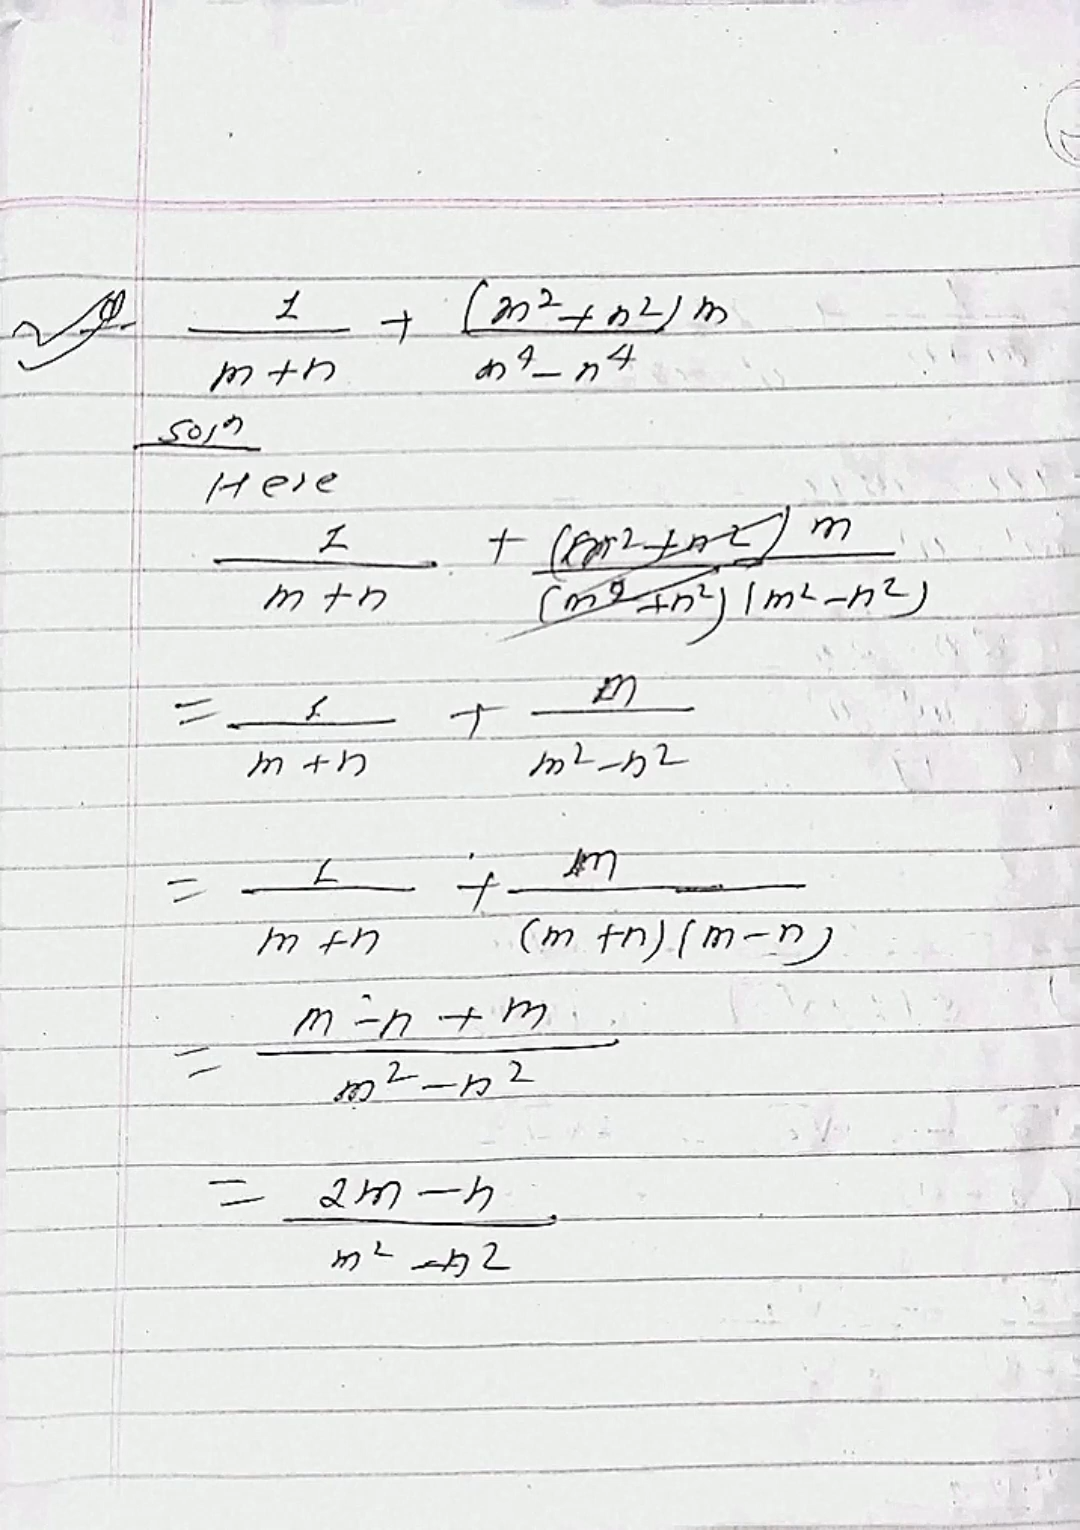 1/(m+n) + (m²+n²)m/(m⁴-n⁴)
Solⁿ
Here
1/(m+n) + (m²+n²)m/((m²+n²)(m²-n²))
= 1/(m+n) + m/(m²-n²)
= 1/(m+n) + m/((m+n)(m-n))
= (m-n+m)/(m²-n²)
= (2m-n)/(m²-n²)